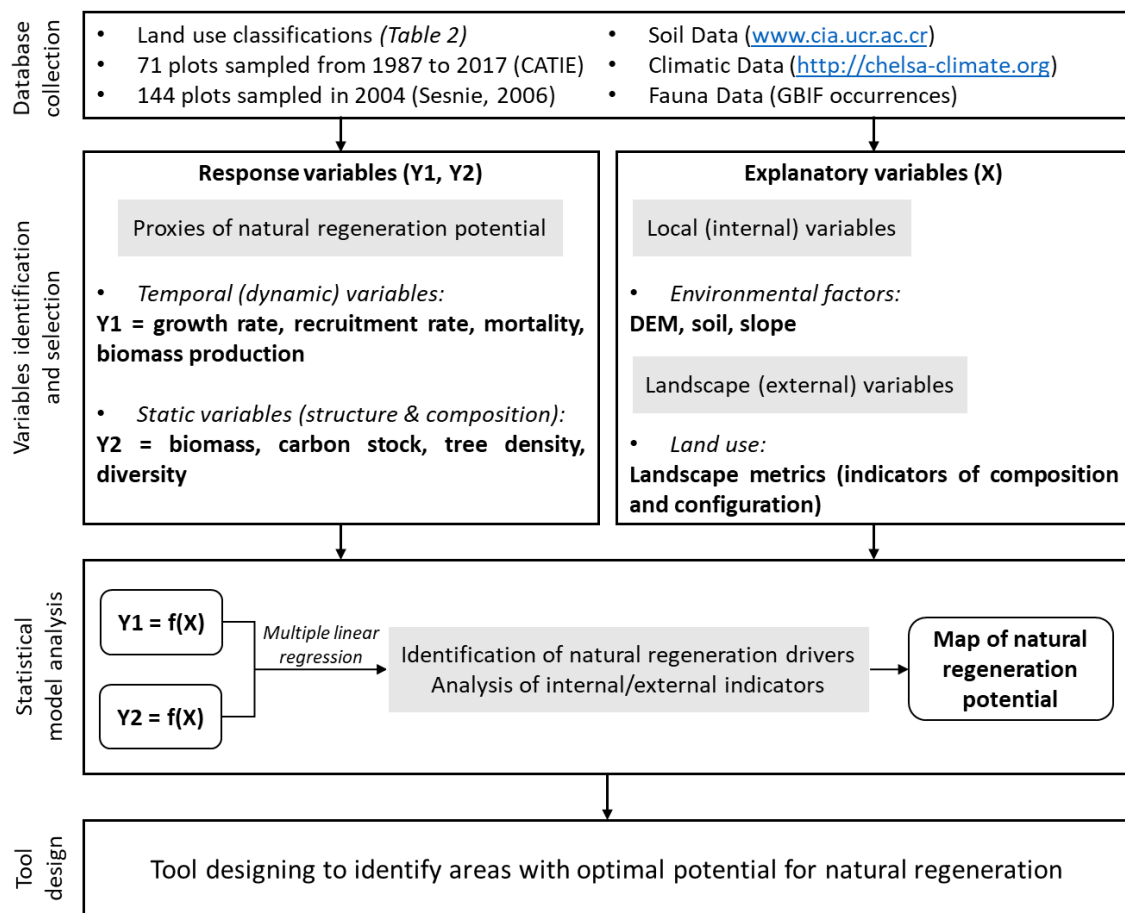 Database
collection
• Land use classifications (Table 2)
• 71 plots sampled from 1987 to 2017 (CATIE)
• 144 plots sampled in 2004 (Sesnie, 2006)
• Soil Data (www.cia.ucr.ac.cr)
• Climatic Data (http://chelsa-climate.org)
• Fauna Data (GBIF occurrences)
Variables identification
and selection
Response variables (Y1, Y2)
Proxies of natural regeneration potential
• Temporal (dynamic) variables:
Y1 = growth rate, recruitment rate, mortality,
biomass production
• Static variables (structure & composition):
Y2 = biomass, carbon stock, tree density,
diversity
Explanatory variables (X)
Local (internal) variables
• Environmental factors:
DEM, soil, slope
Landscape (external) variables
• Land use:
Landscape metrics (indicators of composition
and configuration)
Statistical
model analysis
Y1 = f(X)
Y2 = f(X)
Multiple linear
regression
Identification of natural regeneration drivers
Analysis of internal/external indicators
Map of natural
regeneration
potential
Tool
design
Tool designing to identify areas with optimal potential for natural regeneration